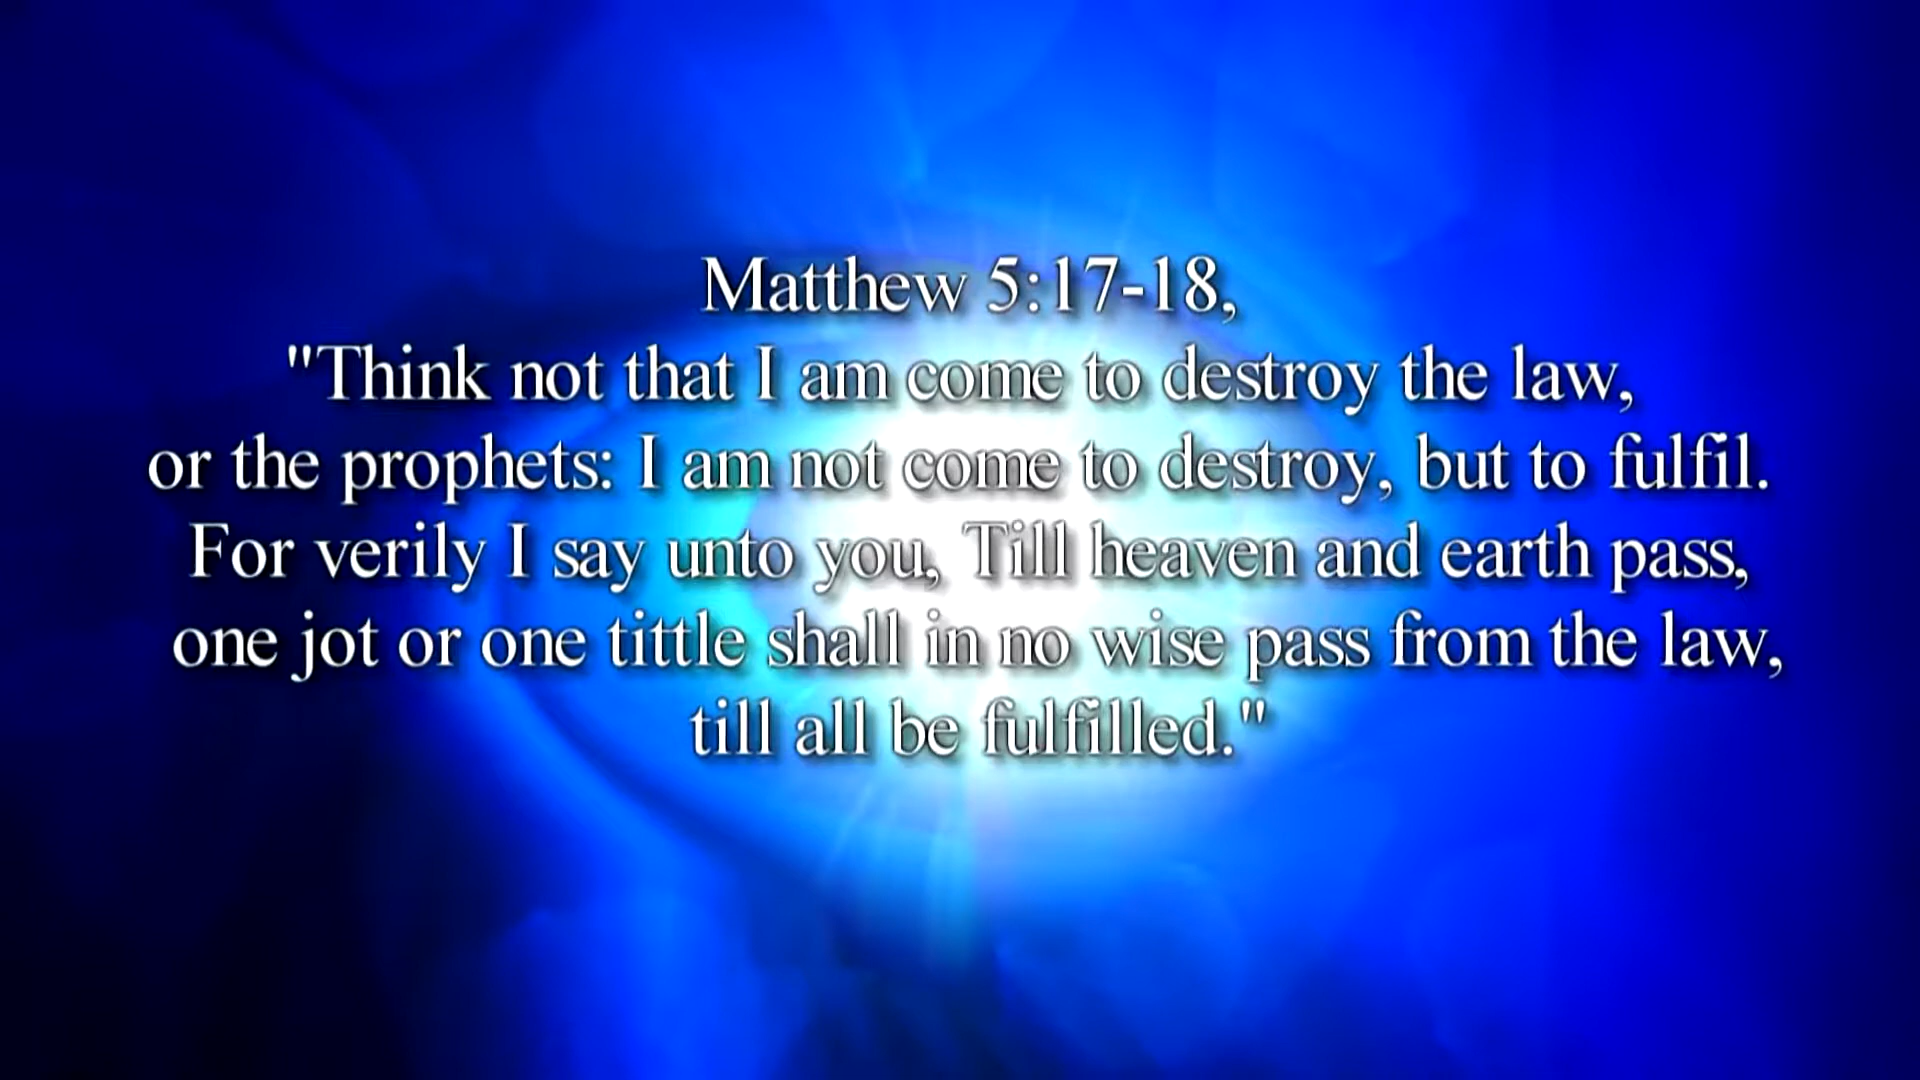 Matthew 5:17-18,
"Think not that I am come to destroy the law,
or the prophets: I am not come to destroy, but to fulfil.
For verily I say unto you, Till heaven and earth pass,
one jot or one tittle shall in no wise pass from the law,
till all be fulfilled."